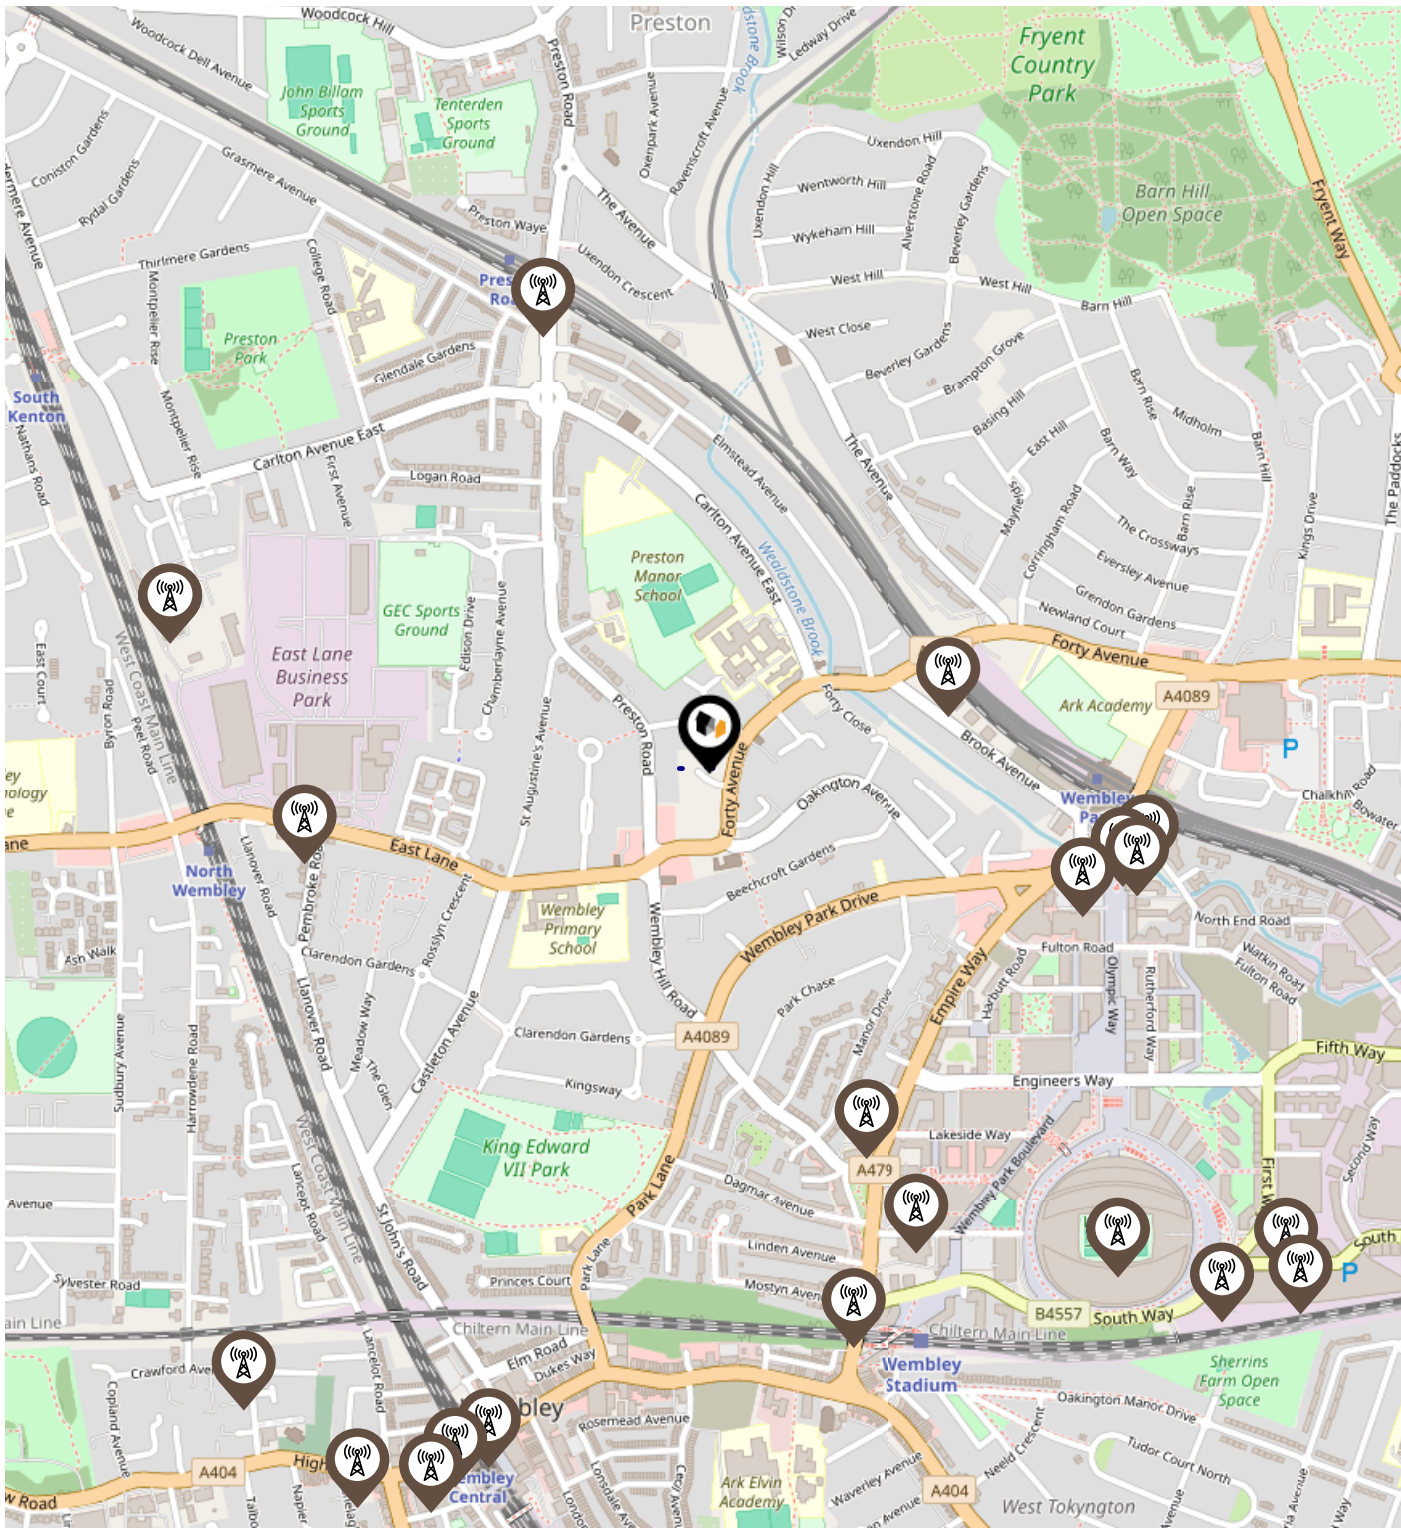 Woodcock Hill
Preston
Woodcock Dell Avenue
Preston Road
Ledway Drive
Fryent
Country
Park
John Billam
Sports
Ground
Tenterden
Sports
Ground
Oxenpark Avenue
Ravenscroft Avenue
Uxendon Hill
Coniston Gardens
Grasmere Avenue
Rydal Gardens
Uxendon Hill
Wentworth Hill
Alverstone Road
Beverley Gardens
Barn Hill
Open Space
Fryent Way
Preston Waye
The Avenue
Wykeham Hill
Thirlmere Gardens
College Road
Uxendon Crescent
West Hill
West Hill
Barn Hill
Montpelier Rise
Preston
Park
West Close
Beverley Gardens
Brampton Grove
Glendale Gardens
South
Kenton
Nathans Road
Montpelier Rise
Carlton Avenue East
First Avenue
Logan Road
Elmstead Avenue
The Avenue
Basing Hill
East Hill
Barn Rise
Midholm
Barn Way
Barn Hill
The Paddocks
Kings Drive
Carlton Avenue East
Corringham Road
The Crossways
Barn Rise
Eversley Avenue
Grendon Gardens
Newland Court
Preston
Manor
School
Wealdstone Brook
GEC Sports
Ground
Edison Drive
Chamberlayne Avenue
East Court
Byron Road
Peel Road
West Coast Main Line
East Lane
Business
Park
Forty Avenue
A4089
Ark Academy
Preston Road
Forty Close
Brook Avenue
P
St Augustine's Avenue
Forty Avenue
Oakington Avenue
Wembley
Chalkhill Road
Bowater
East Lane
North
Wembley
Llanover Road
Beechcroft Gardens
Wembley
Primary
School
Pembroke Road
Rosslyn Crescent
Wembley Park Drive
North End Road
Ash Walk
Clarendon Gardens
Wembley Hill Road
Fulton Road
Watkin Road
Fulton Road
Empire Way
Harbutt Road
Olympic Way
Rutherford Way
Llanover Road
Meadow Way
The Glen
Castleton Avenue
Clarendon Gardens
A4089
Park Chase
Manor Drive
Fifth Way
Sudbury Avenue
Harrowdene Road
Kingsway
Engineers Way
King Edward
VII Park
Lakeside Way
Wembley Park Boulevard
Second Way
A479
West Coast Main Line
Lancelot Road
Park Lane
Dagmar Avenue
Avenue
St John's Road
Linden Avenue
South
Park Lane
Princes Court
Sylvester Road
P
B4557
South Way
Chiltern Main Line
Chiltern Main Line
Elm Road
Dukes Way
Wembley
Stadium
Sherrins
Farm Open
Space
Lancelot Road
Copland Avenue
Oakington Manor Drive
Rosemead Avenue
Neeld Crescent
Tudor Court North
A404
Central
Ark Elvin
Academy
Waverley Avenue
A404
West Tokyngton